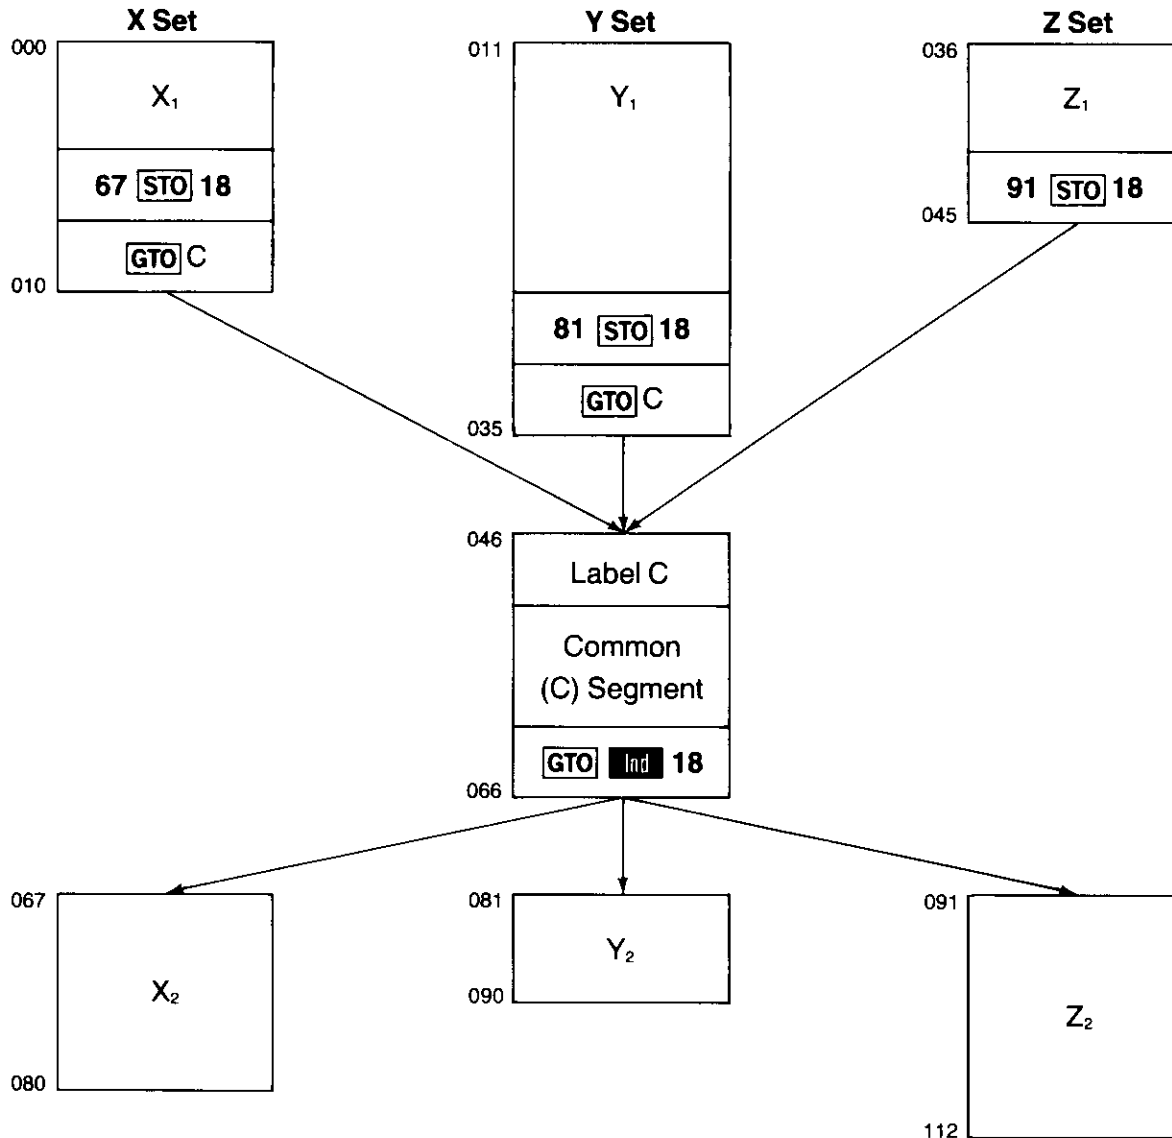 X Set
Y Set
Z Set
000
011
036
X₁
Y₁
Z₁
67 STO 18
91 STO 18
045
GTO C
010
81 STO 18
GTO C
035
046
Label C
Common
(C) Segment
GTO Ind 18
066
067
081
091
X₂
Y₂
Z₂
090
080
112